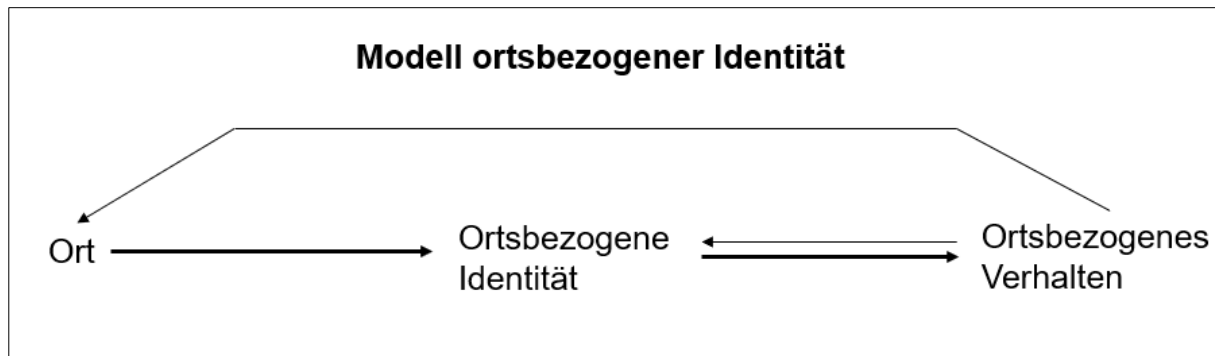 Modell ortsbezogener Identität
Ort
Ortsbezogene
Identität
Ortsbezogenes
Verhalten